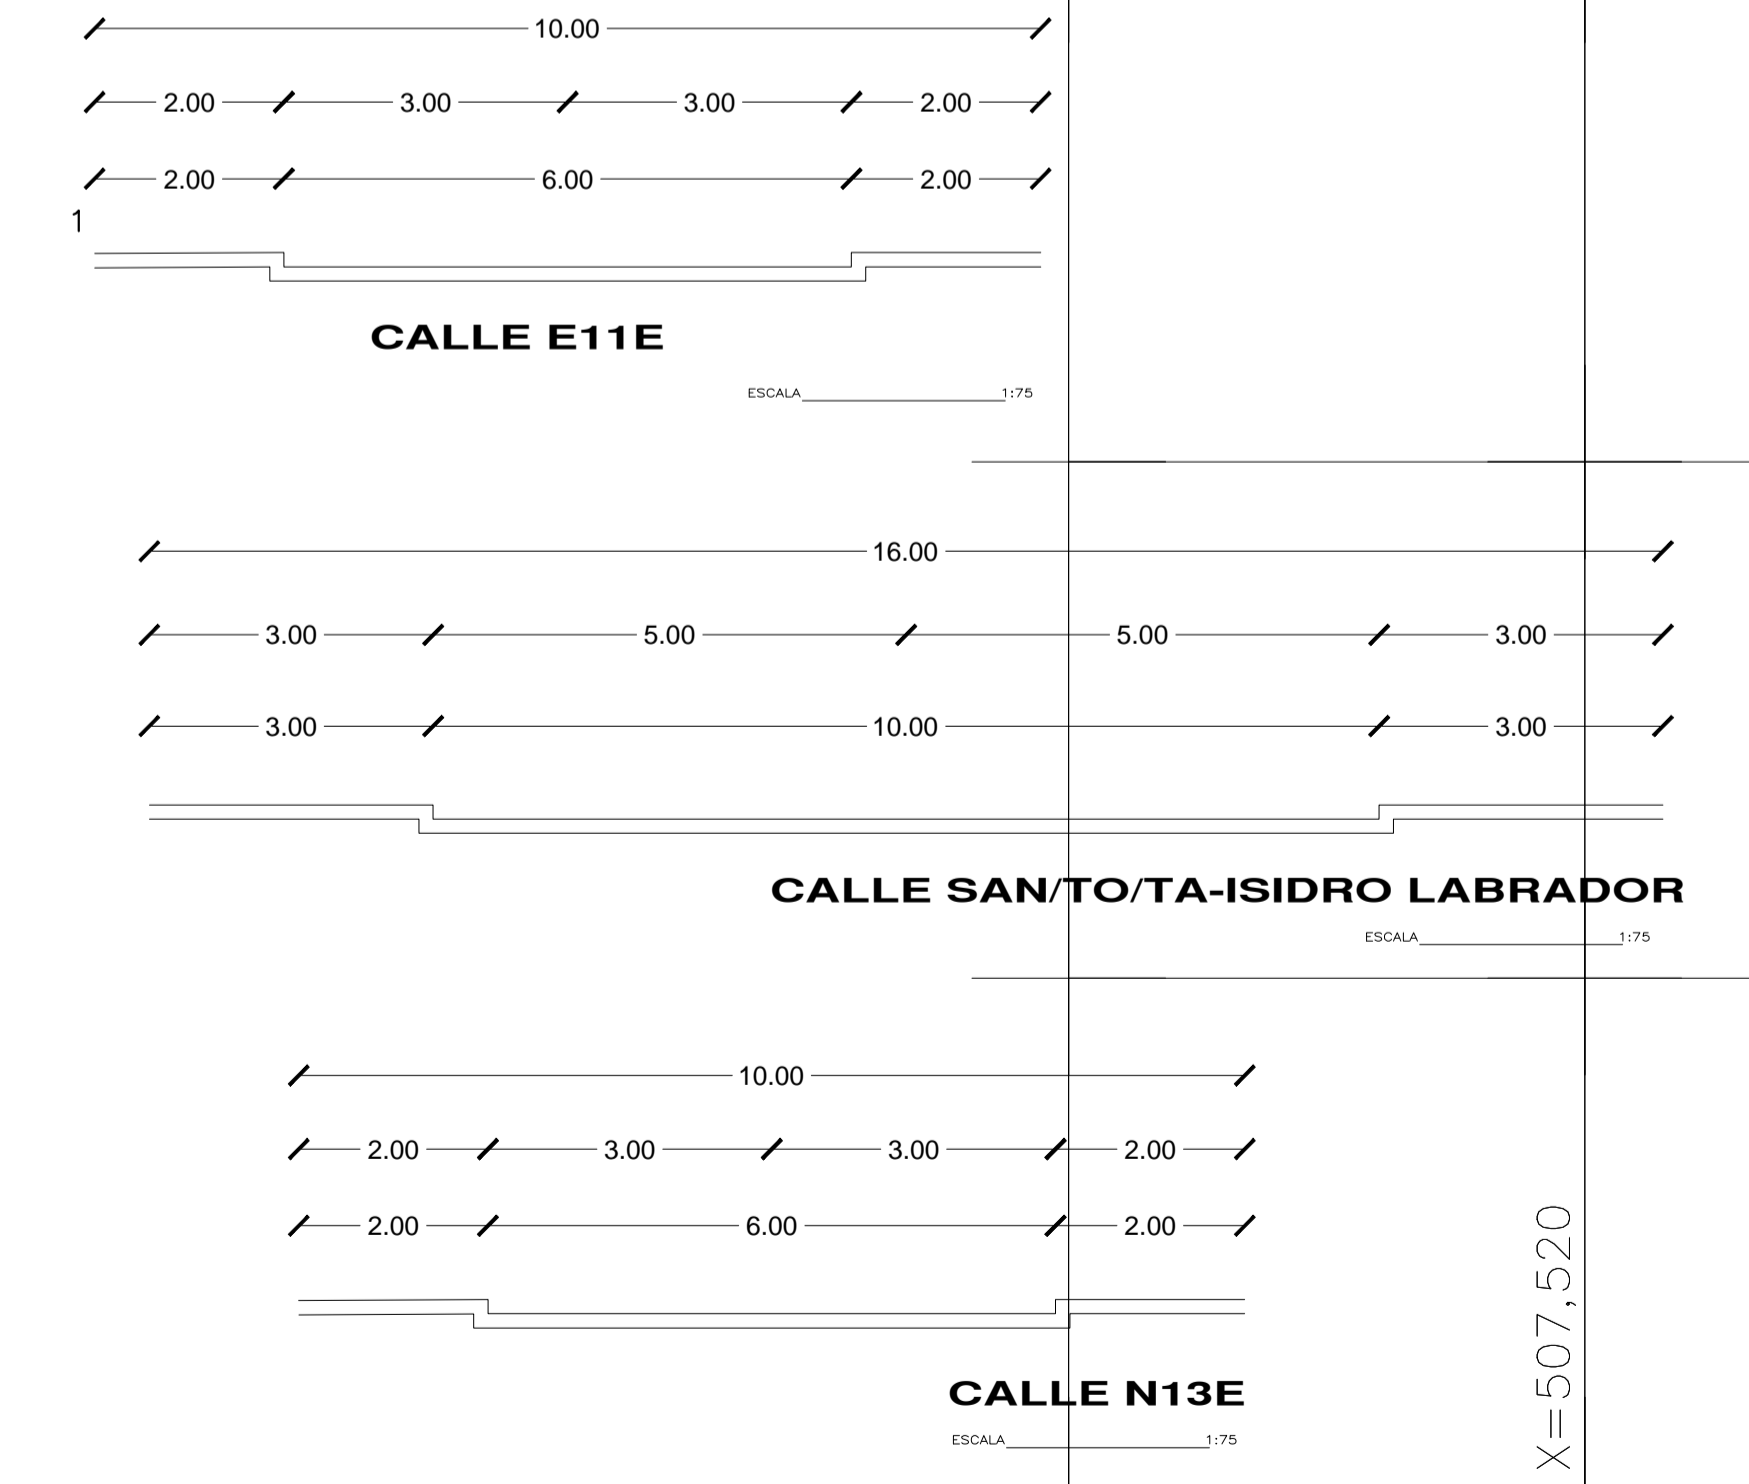 10.00
2.00 3.00 3.00 2.00
2.00 6.00 2.00
1
CALLE E11E
ESCALA 1:75
16.00
3.00 5.00 5.00 3.00
3.00 10.00 3.00
CALLE SAN/TO/TA-ISIDRO LABRADOR
ESCALA 1:75
10.00
2.00 3.00 3.00 2.00
2.00 6.00 2.00
CALLE N13E
ESCALA 1:75
X=507,520